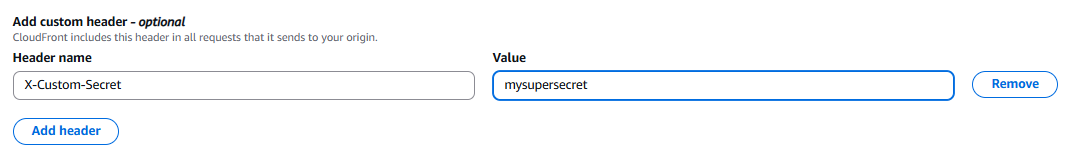 Add custom header - optional
CloudFront includes this header in all requests that it sends to your origin.
Header name Value
X-Custom-Secret mysupersecret Remove
Add header